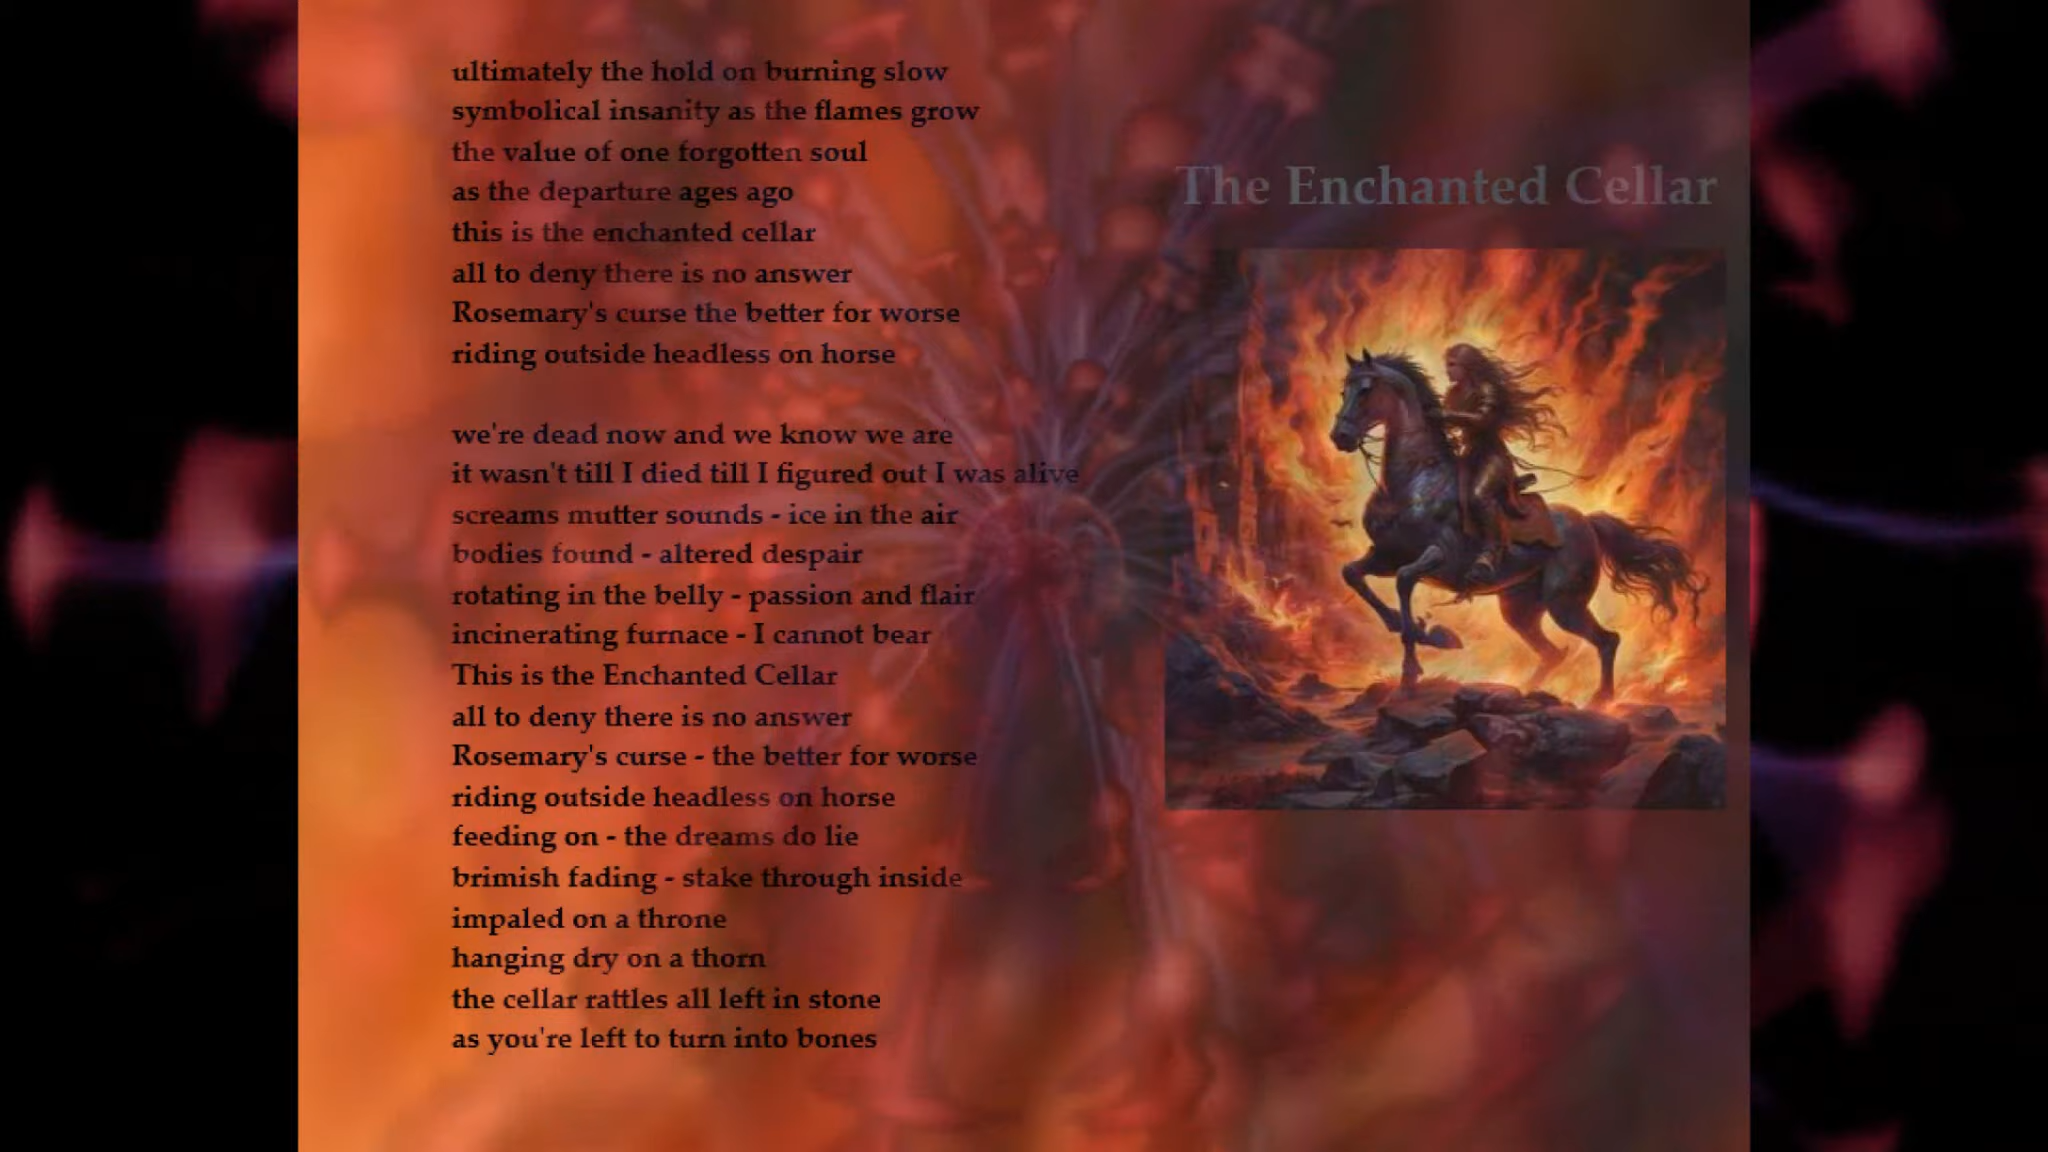 ultimately the hold on burning slow
symbolical insanity as the flames grow
the value of one forgotten soul
as the departure ages ago
this is the enchanted cellar
all to deny there is no answer
Rosemary's curse the better for worse
riding outside headless on horse
we're dead now and we know we are
it wasn't till I died till I figured out I was alive
screams mutter sounds - ice in the air
bodies found - altered despair
rotating in the belly - passion and flair
incinerating furnace - I cannot bear
This is the Enchanted Cellar
all to deny there is no answer
Rosemary's curse - the better for worse
riding outside headless on horse
feeding on - the dreams do lie
brimish fading - stake through inside
impaled on a throne
hanging dry on a thorn
the cellar rattles all left in stone
as you're left to turn into bones
The Enchanted Cellar